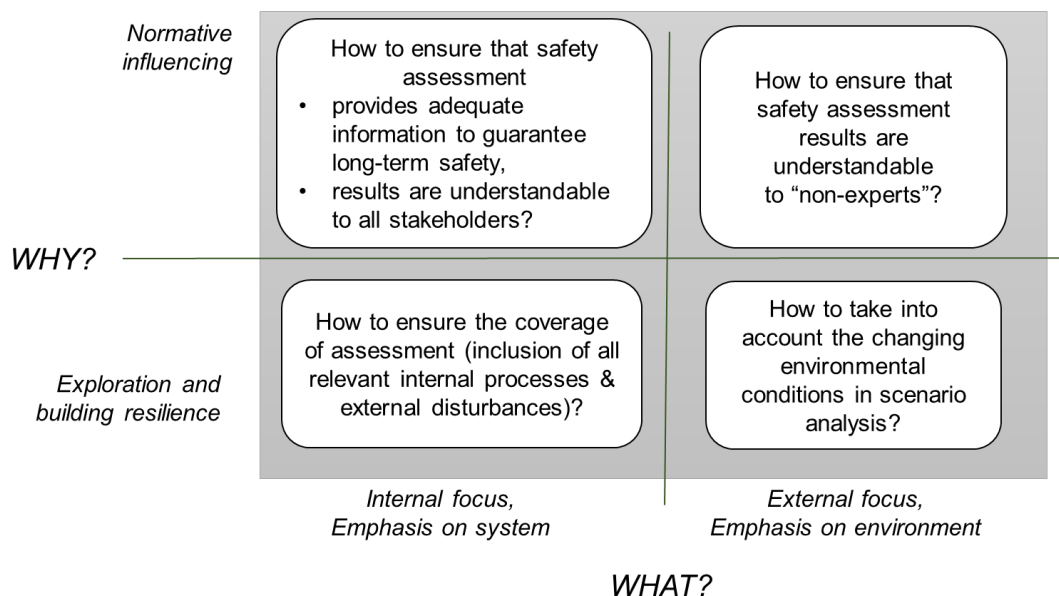 Normative
influencing
How to ensure that safety
assessment
• provides adequate
information to guarantee
long-term safety,
• results are understandable
to all stakeholders?
How to ensure that
safety assessment
results are
understandable
to “non-experts”?
WHY?
Exploration and
building resilience
How to ensure the coverage
of assessment (inclusion of all
relevant internal processes &
external disturbances)?
How to take into
account the changing
environmental
conditions in scenario
analysis?
Internal focus,
Emphasis on system
External focus,
Emphasis on environment
WHAT?